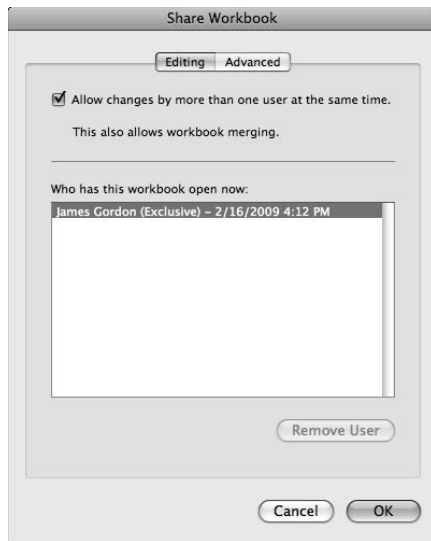 Share Workbook
Editing Advanced
Allow changes by more than one user at the same time.
This also allows workbook merging.
Who has this workbook open now:
James Gordon (Exclusive) – 2/16/2009 4:12 PM
Remove User
Cancel OK